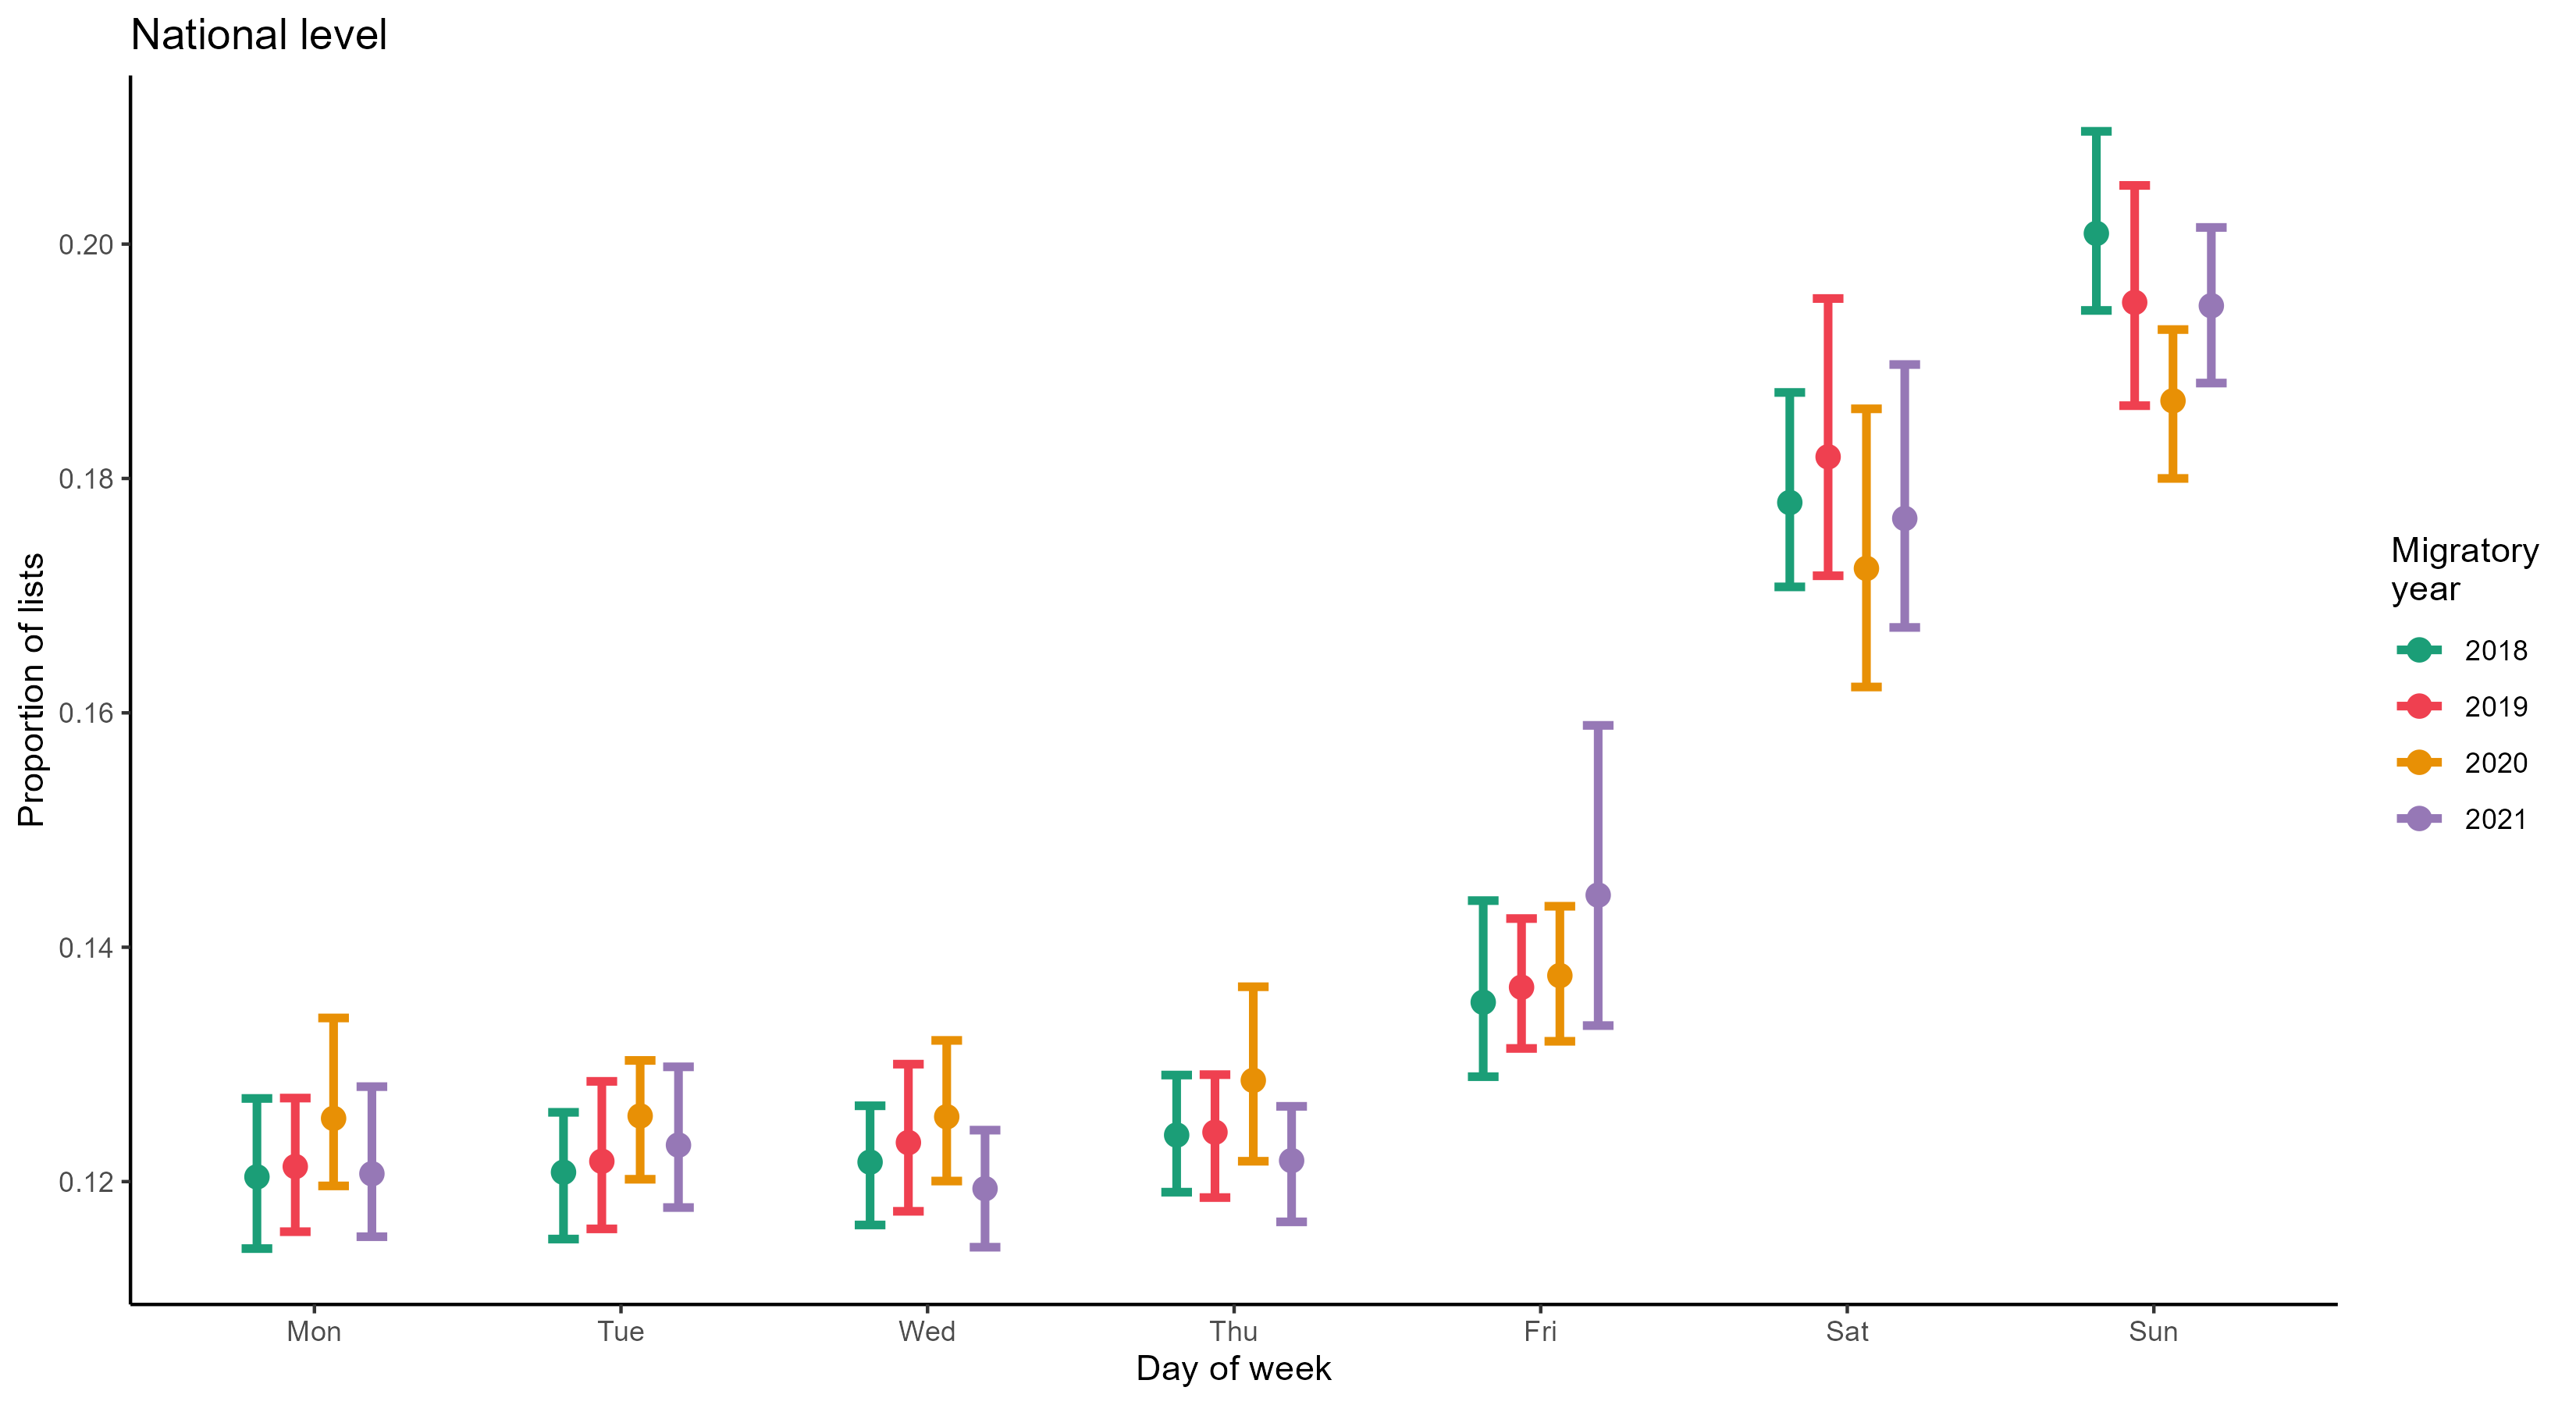 National level
Proportion of lists
0.20
0.18
0.16
0.14
0.12
Mon Tue Wed Thu Fri Sat Sun
Day of week
Migratory
year
2018
2019
2020
2021